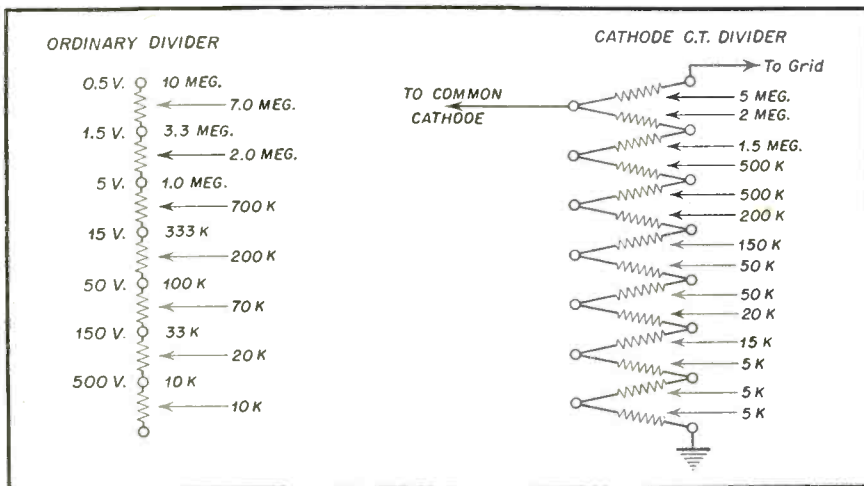 ORDINARY DIVIDER
0.5 V. 10 MEG.
7.0 MEG.
1.5 V. 3.3 MEG.
2.0 MEG.
5 V. 1.0 MEG.
700 K
15 V. 333 K
200 K
50 V. 100 K
70 K
150 V. 33 K
20 K
500 V. 10 K
10 K
CATHODE C.T. DIVIDER
To Grid
TO COMMON
CATHODE
5 MEG.
2 MEG.
1.5 MEG.
500 K
500 K
200 K
150 K
50 K
50 K
20 K
15 K
5 K
5 K
5 K